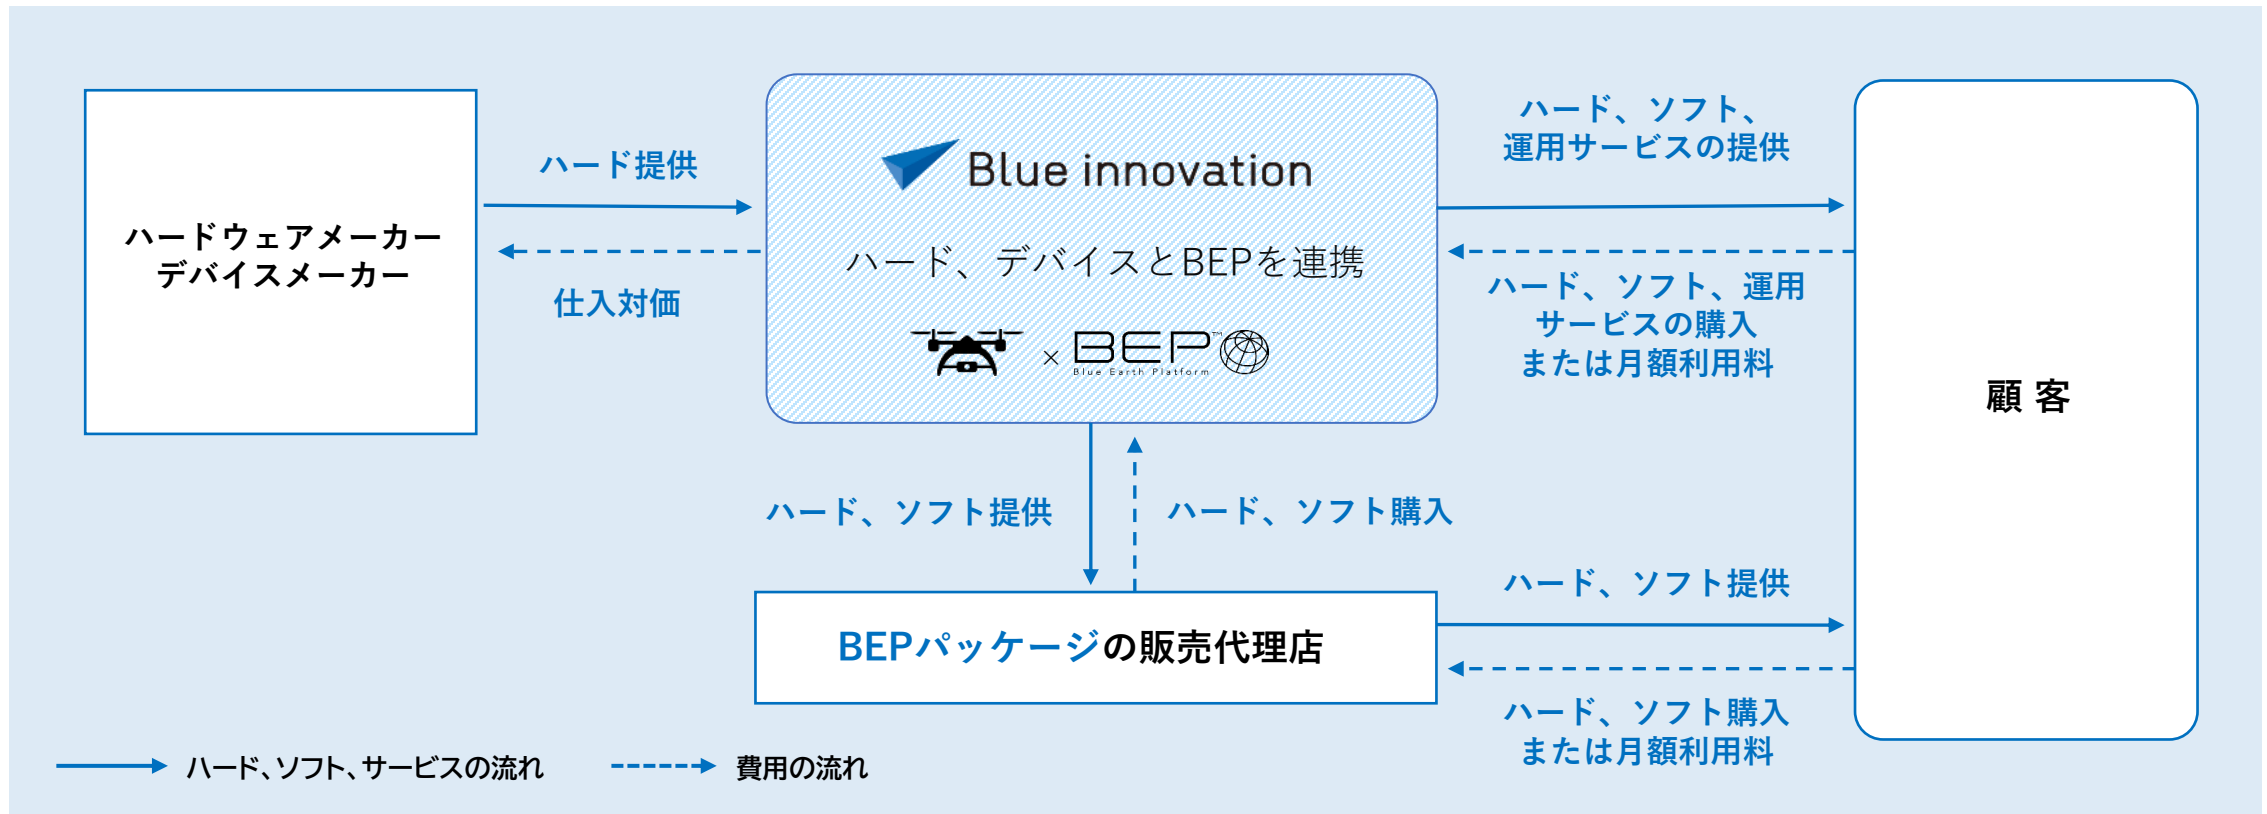 ハードウェアメーカー
デバイスメーカー
ハード提供
仕入対価
Blue innovation
ハード、デバイスとBEPを連携
× BEP™
Blue Earth Platform
ハード、ソフト、
運用サービスの提供
ハード、ソフト、運用
サービスの購入
または月額利用料
顧 客
ハード、ソフト提供
ハード、ソフト購入
BEPパッケージの販売代理店
ハード、ソフト提供
ハード、ソフト購入
または月額利用料
ハード、ソフト、サービスの流れ
費用の流れ